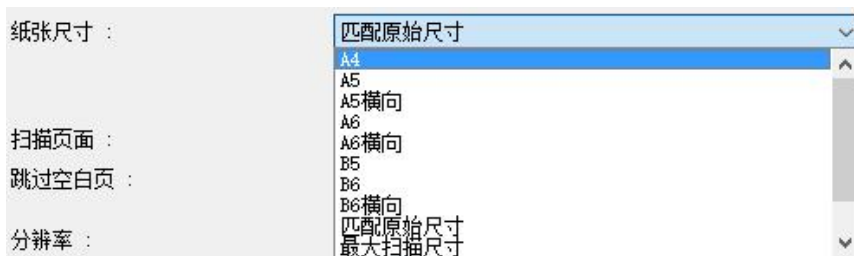 纸张尺寸 :
匹配原始尺寸
A4
A5
A5横向
A6
A6横向
B5
B6
B6横向
匹配原始尺寸
最大扫描尺寸
扫描页面 :
跳过空白页 :
分辨率 :